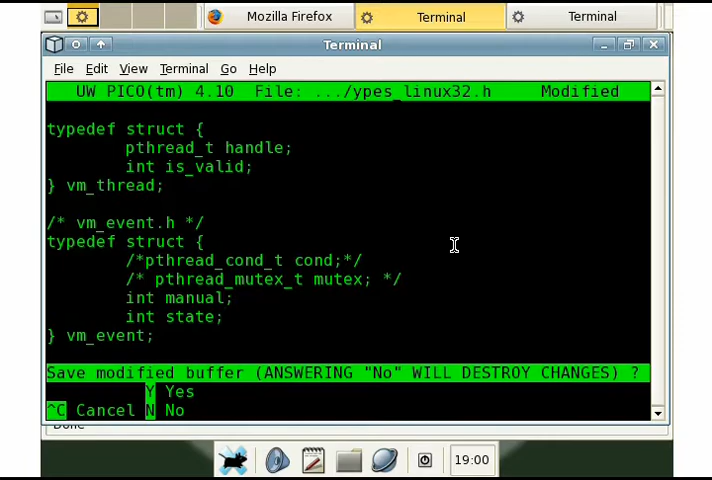 Mozilla Firefox
Terminal
Terminal
Terminal
File Edit View Terminal Go Help
UW PICO(tm) 4.10 File: .../ypes_linux32.h Modified
typedef struct {
pthread_t handle;
int is_valid;
} vm_thread;
/* vm_event.h */
typedef struct {
/*pthread_cond_t cond;*/
/* pthread_mutex_t mutex; */
int manual;
int state;
} vm_event;
Save modified buffer (ANSWERING "No" WILL DESTROY CHANGES) ?
Y Yes
^C Cancel N No
Done
19:00